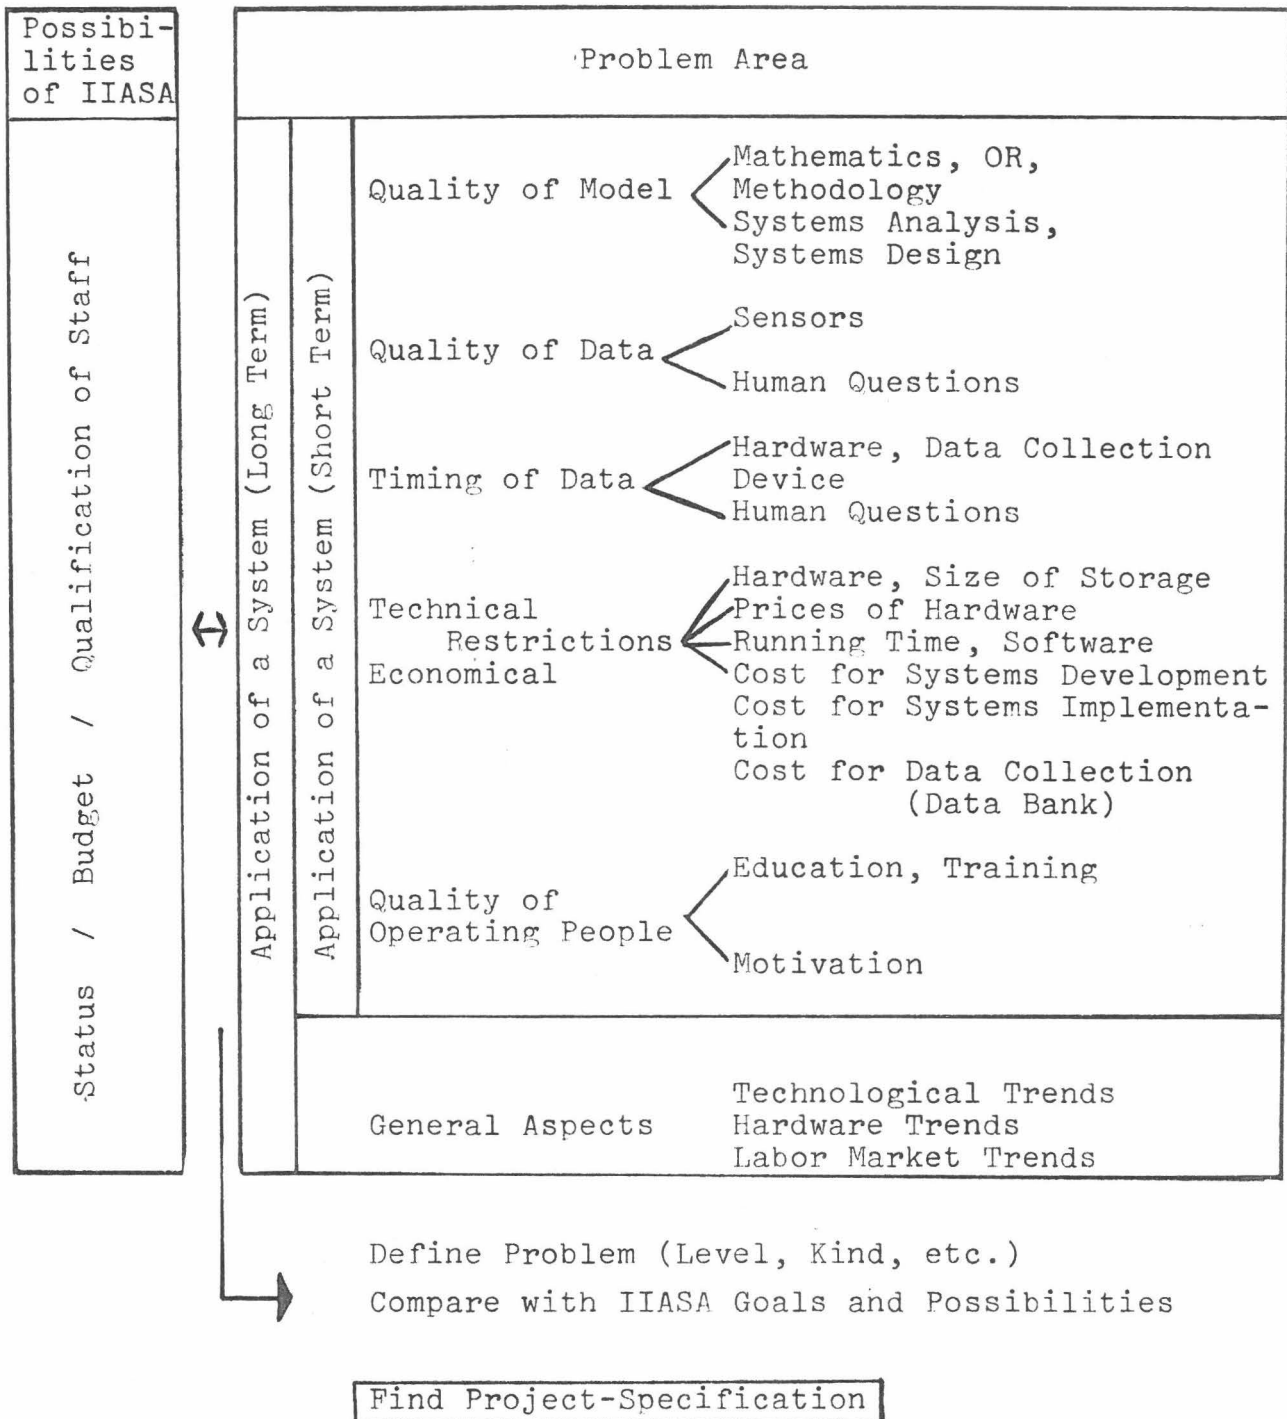 Possibi-
lities
of IIASA
Status / Budget / Qualification of Staff
Problem Area
Application of a System (Long Term)
Application of a System (Short Term)
Quality of Model
Mathematics, OR,
Methodology
Systems Analysis,
Systems Design
Quality of Data
Sensors
Human Questions
Timing of Data
Hardware, Data Collection
Device
Human Questions
Technical
Restrictions
Economical
Hardware, Size of Storage
Prices of Hardware
Running Time, Software
Cost for Systems Development
Cost for Systems Implementa-
tion
Cost for Data Collection
(Data Bank)
Quality of
Operating People
Education, Training
Motivation
General Aspects
Technological Trends
Hardware Trends
Labor Market Trends
Define Problem (Level, Kind, etc.)
Compare with IIASA Goals and Possibilities
Find Project-Specification